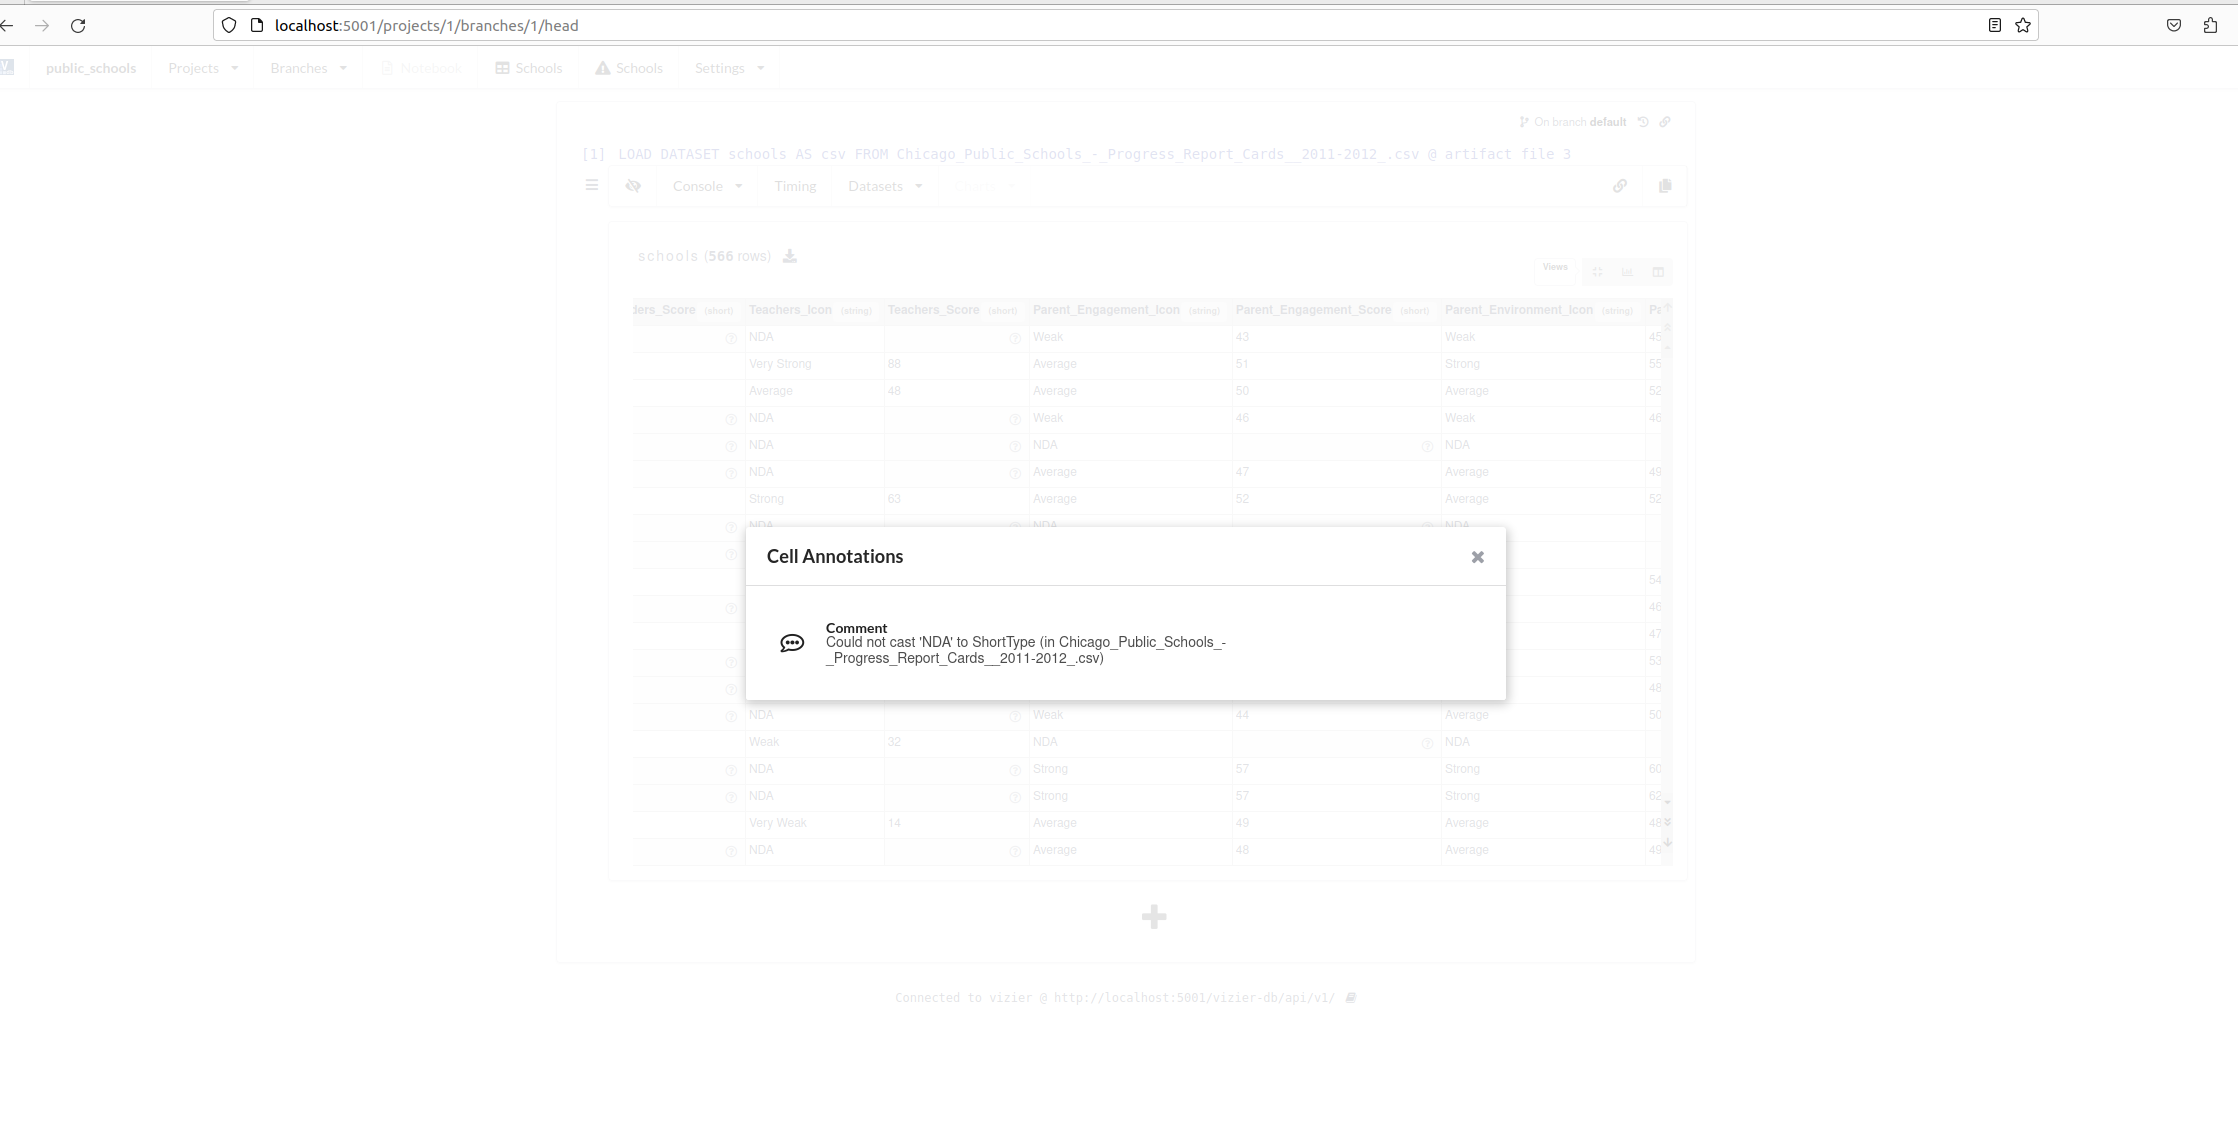 localhost:5001/projects/1/branches/1/head
public_schools Projects Branches Notebook Schools Schools Settings
On branch default
[1] LOAD DATASET schools AS csv FROM Chicago_Public_Schools_-_Progress_Report_Cards__2011-2012_.csv @ artifact file 3
Console Timing Datasets
schools (566 rows)
Views
ders_Score (short) Teachers_Icon (string) Teachers_Score (short) Parent_Engagement_Icon (string) Parent_Engagement_Score (short) Parent_Environment_Icon (string) Pa
NDA Weak 43 Weak 45
Very Strong 88 Average 51 Strong 55
Average 48 Average 50 Average 52
NDA Weak 46 Weak 46
NDA NDA NDA
NDA Average 47 Average 49
Strong 63 Average 52 Average 52
NDA NDA NDA
Cell Annotations
54
46
Comment
Could not cast 'NDA' to ShortType (in Chicago_Public_Schools_-
_Progress_Report_Cards__2011-2012_.csv)
47
53
48
NDA Weak 44 Average 50
Weak 32 NDA NDA
NDA Strong 57 Strong 60
NDA Strong 57 Strong 62
Very Weak 14 Average 49 Average 48
NDA Average 48 Average 49
Connected to vizier @ http://localhost:5001/vizier-db/api/v1/